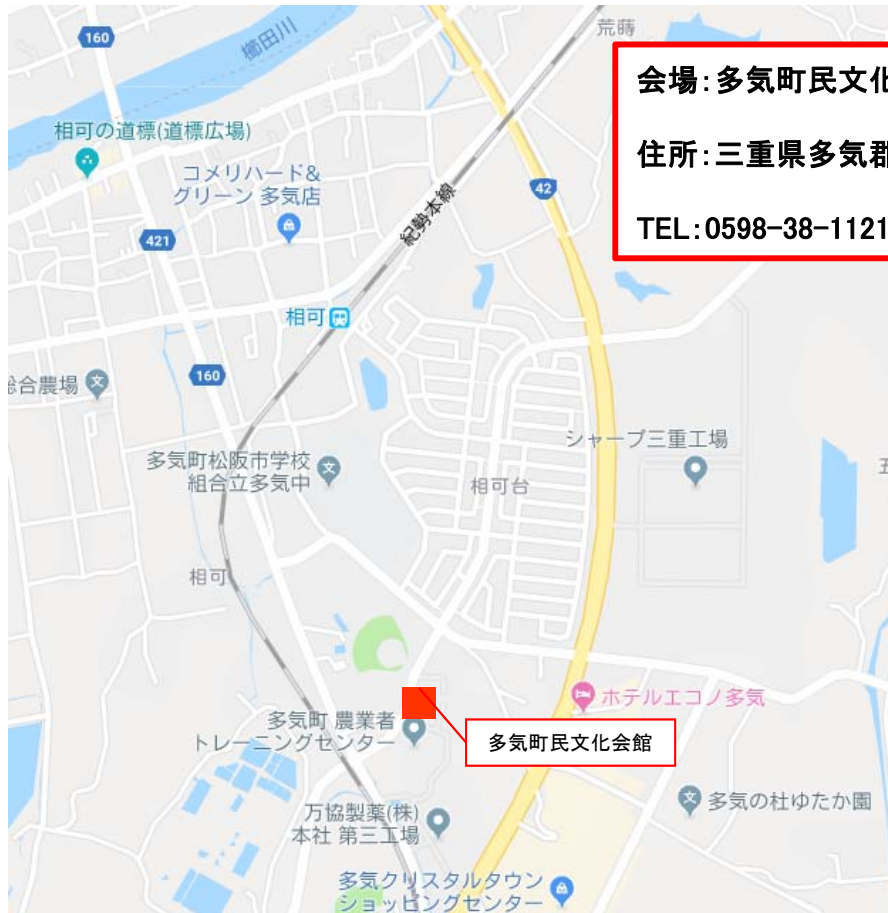 160
櫛田川
荒蒔
会場：多気町民文化
相可の道標(道標広場)
住所：三重県多気郡
コメリハード&
グリーン 多気店
42
紀勢本線
TEL：0598-38-1121
421
相可
160
総合農場
シャープ三重工場
多気町松阪市学校
組合立多気中
相可台
五
相可
ホテルエコノ多気
多気町 農業者
トレーニングセンター
多気町民文化会館
多気の杜ゆたか園
万協製薬(株)
本社 第三工場
多気クリスタルタウン
ショッピングセンター